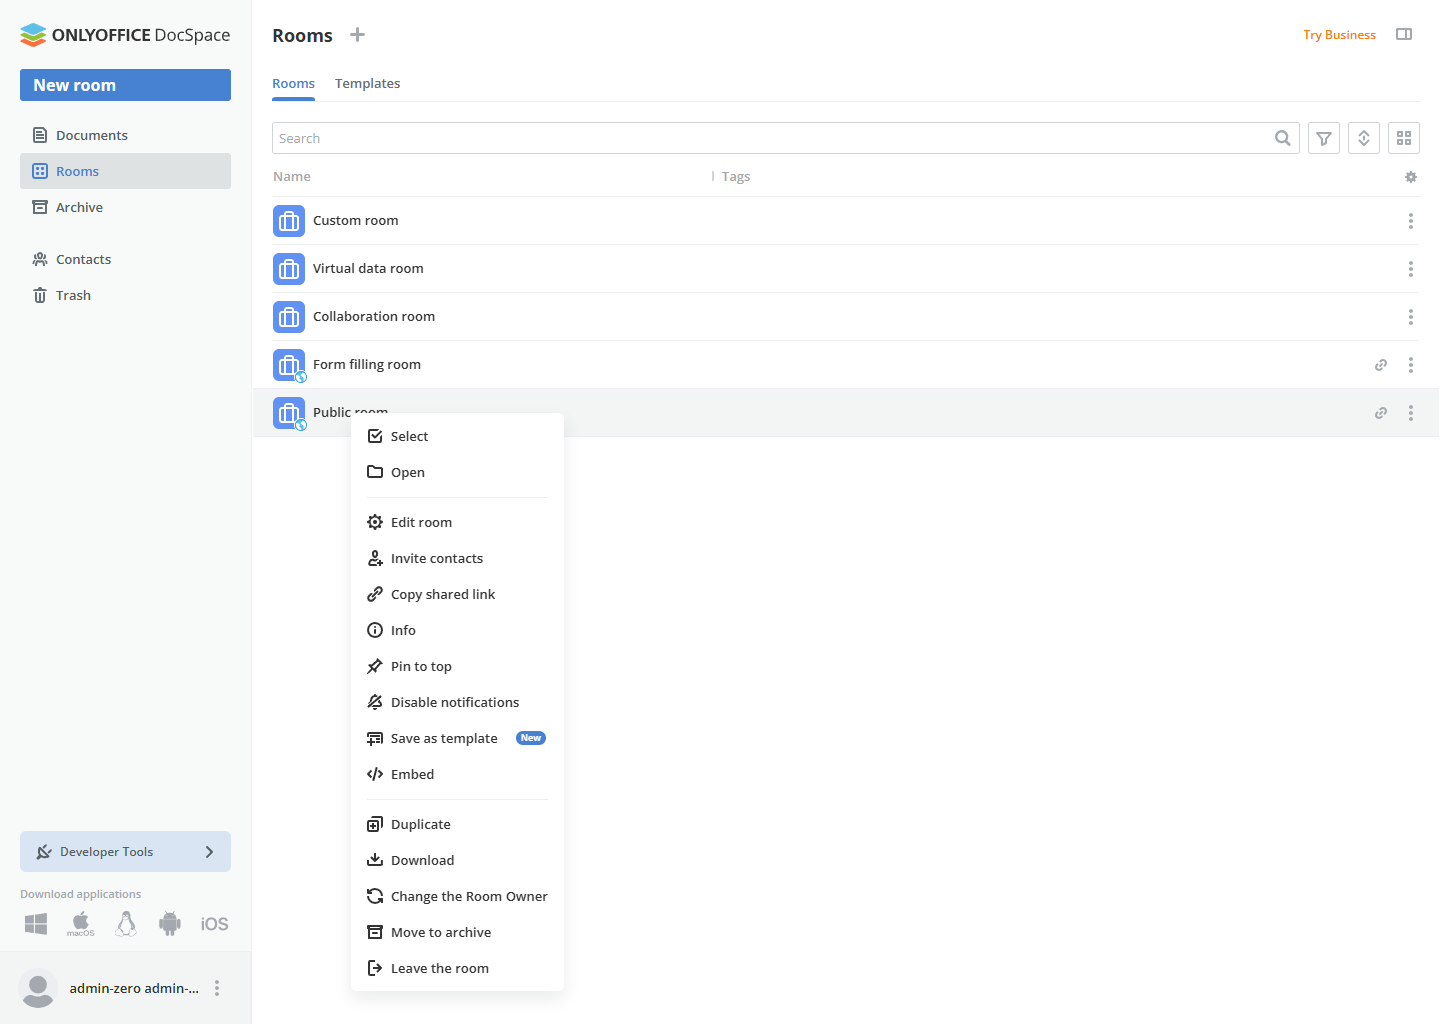 ONLYOFFICE DocSpace
New room
Documents
Rooms
Archive
Contacts
Trash
Developer Tools
Download applications
macOS
iOS
admin-zero admin-...
Rooms
Try Business
Rooms
Templates
Search
Name
Tags
Custom room
Virtual data room
Collaboration room
Form filling room
Public room
Select
Open
Edit room
Invite contacts
Copy shared link
Info
Pin to top
Disable notifications
Save as template New
Embed
Duplicate
Download
Change the Room Owner
Move to archive
Leave the room